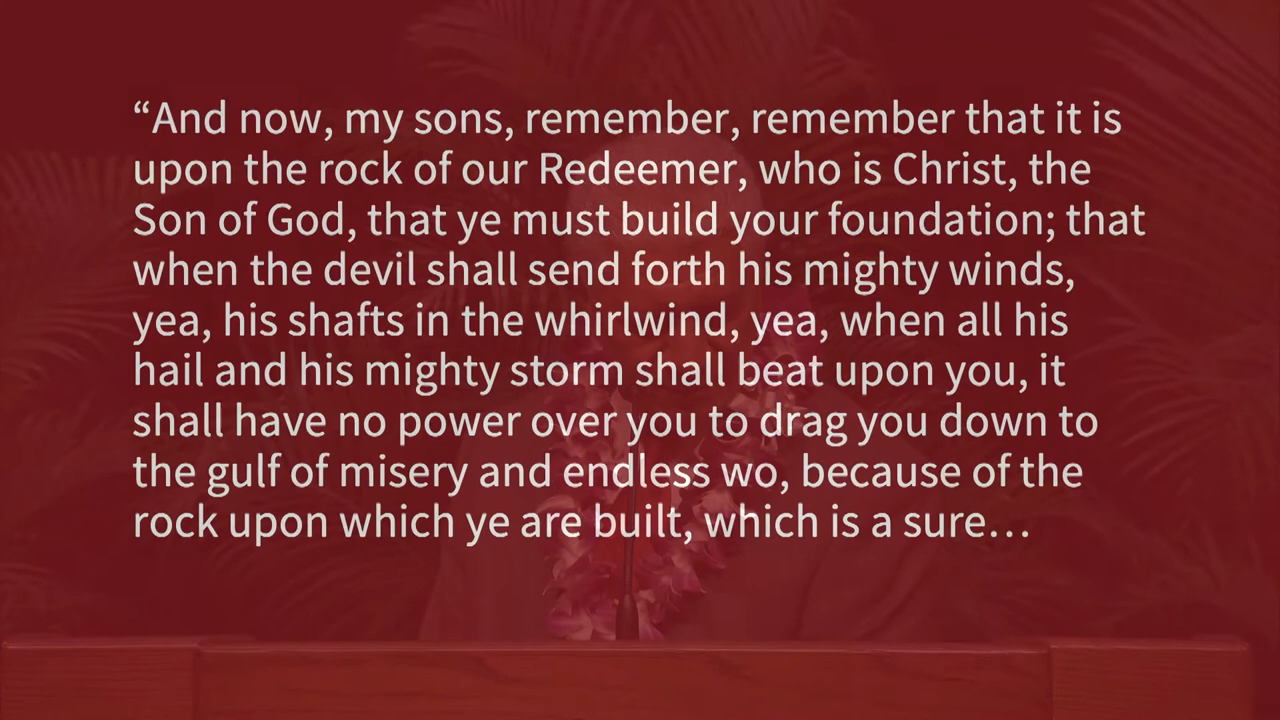 “And now, my sons, remember, remember that it is
upon the rock of our Redeemer, who is Christ, the
Son of God, that ye must build your foundation; that
when the devil shall send forth his mighty winds,
yea, his shafts in the whirlwind, yea, when all his
hail and his mighty storm shall beat upon you, it
shall have no power over you to drag you down to
the gulf of misery and endless wo, because of the
rock upon which ye are built, which is a sure…